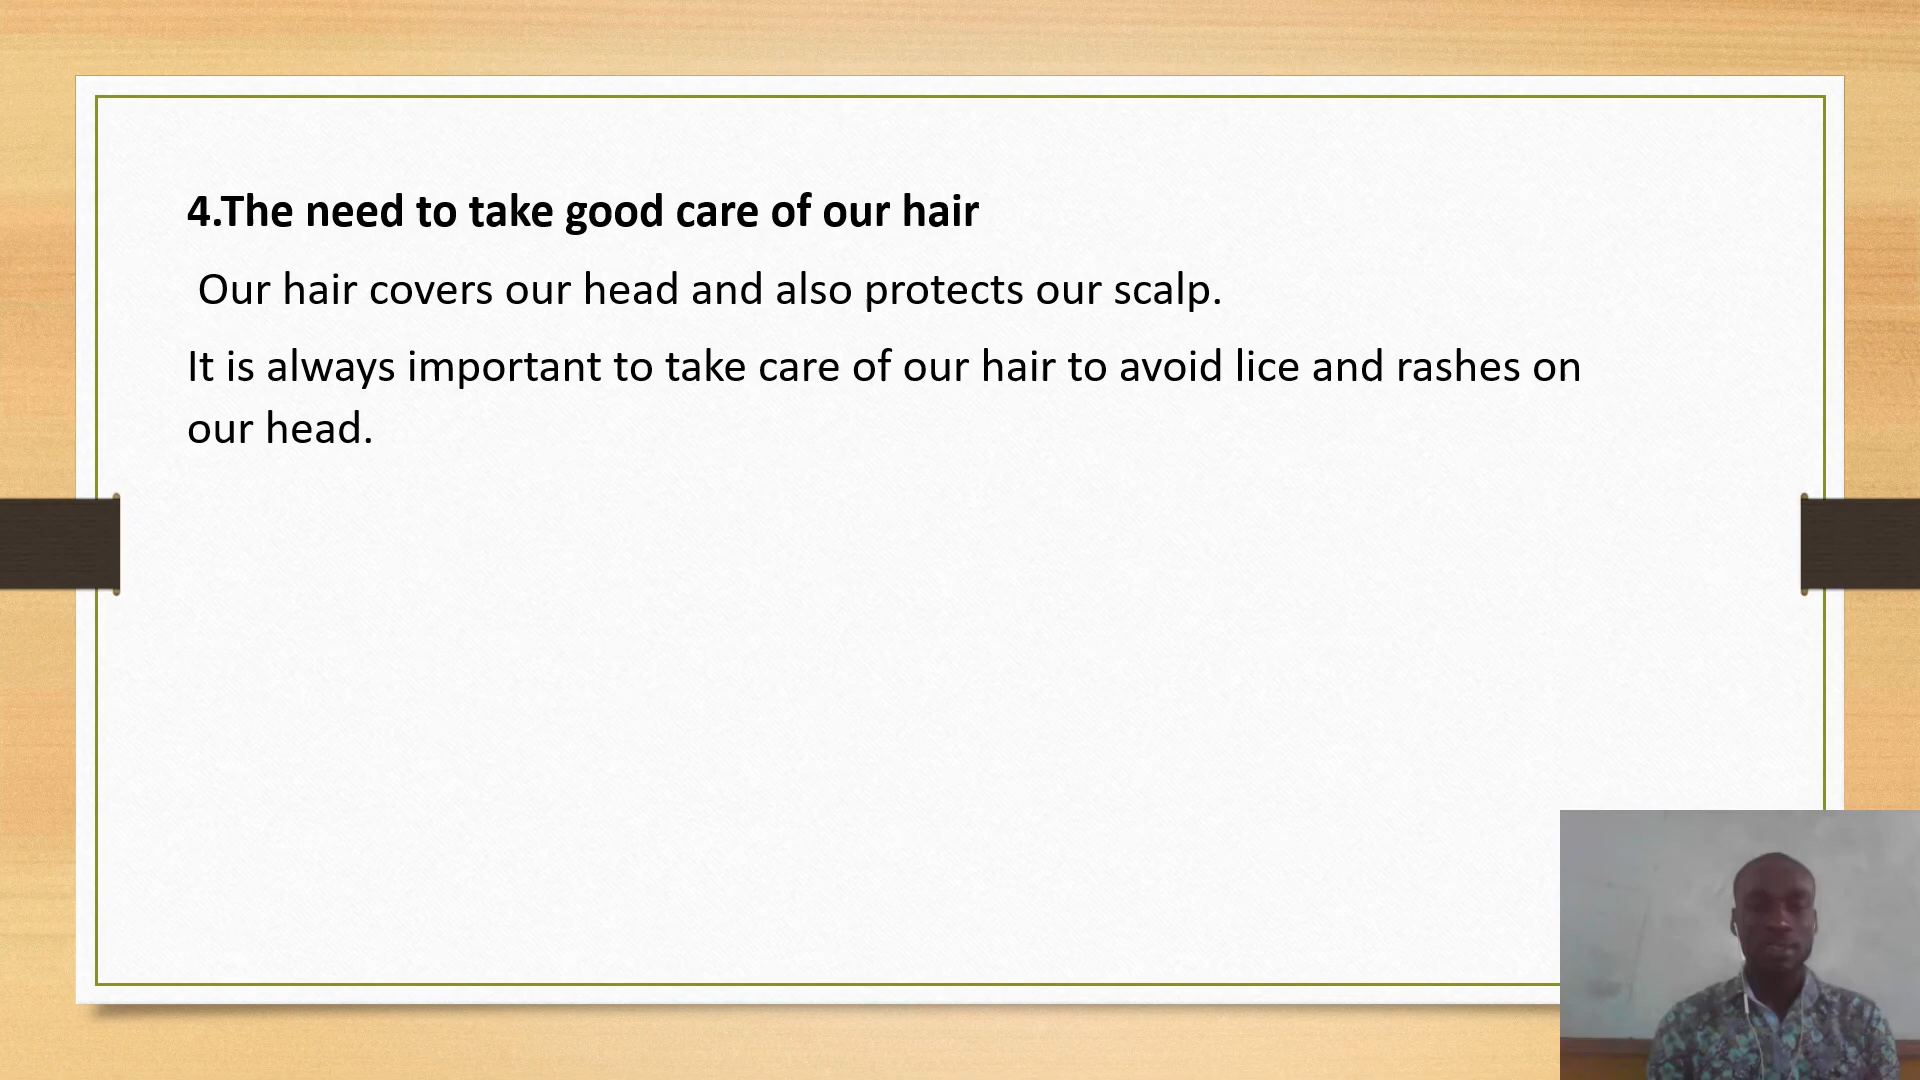 4.The need to take good care of our hair
Our hair covers our head and also protects our scalp.
It is always important to take care of our hair to avoid lice and rashes on
our head.